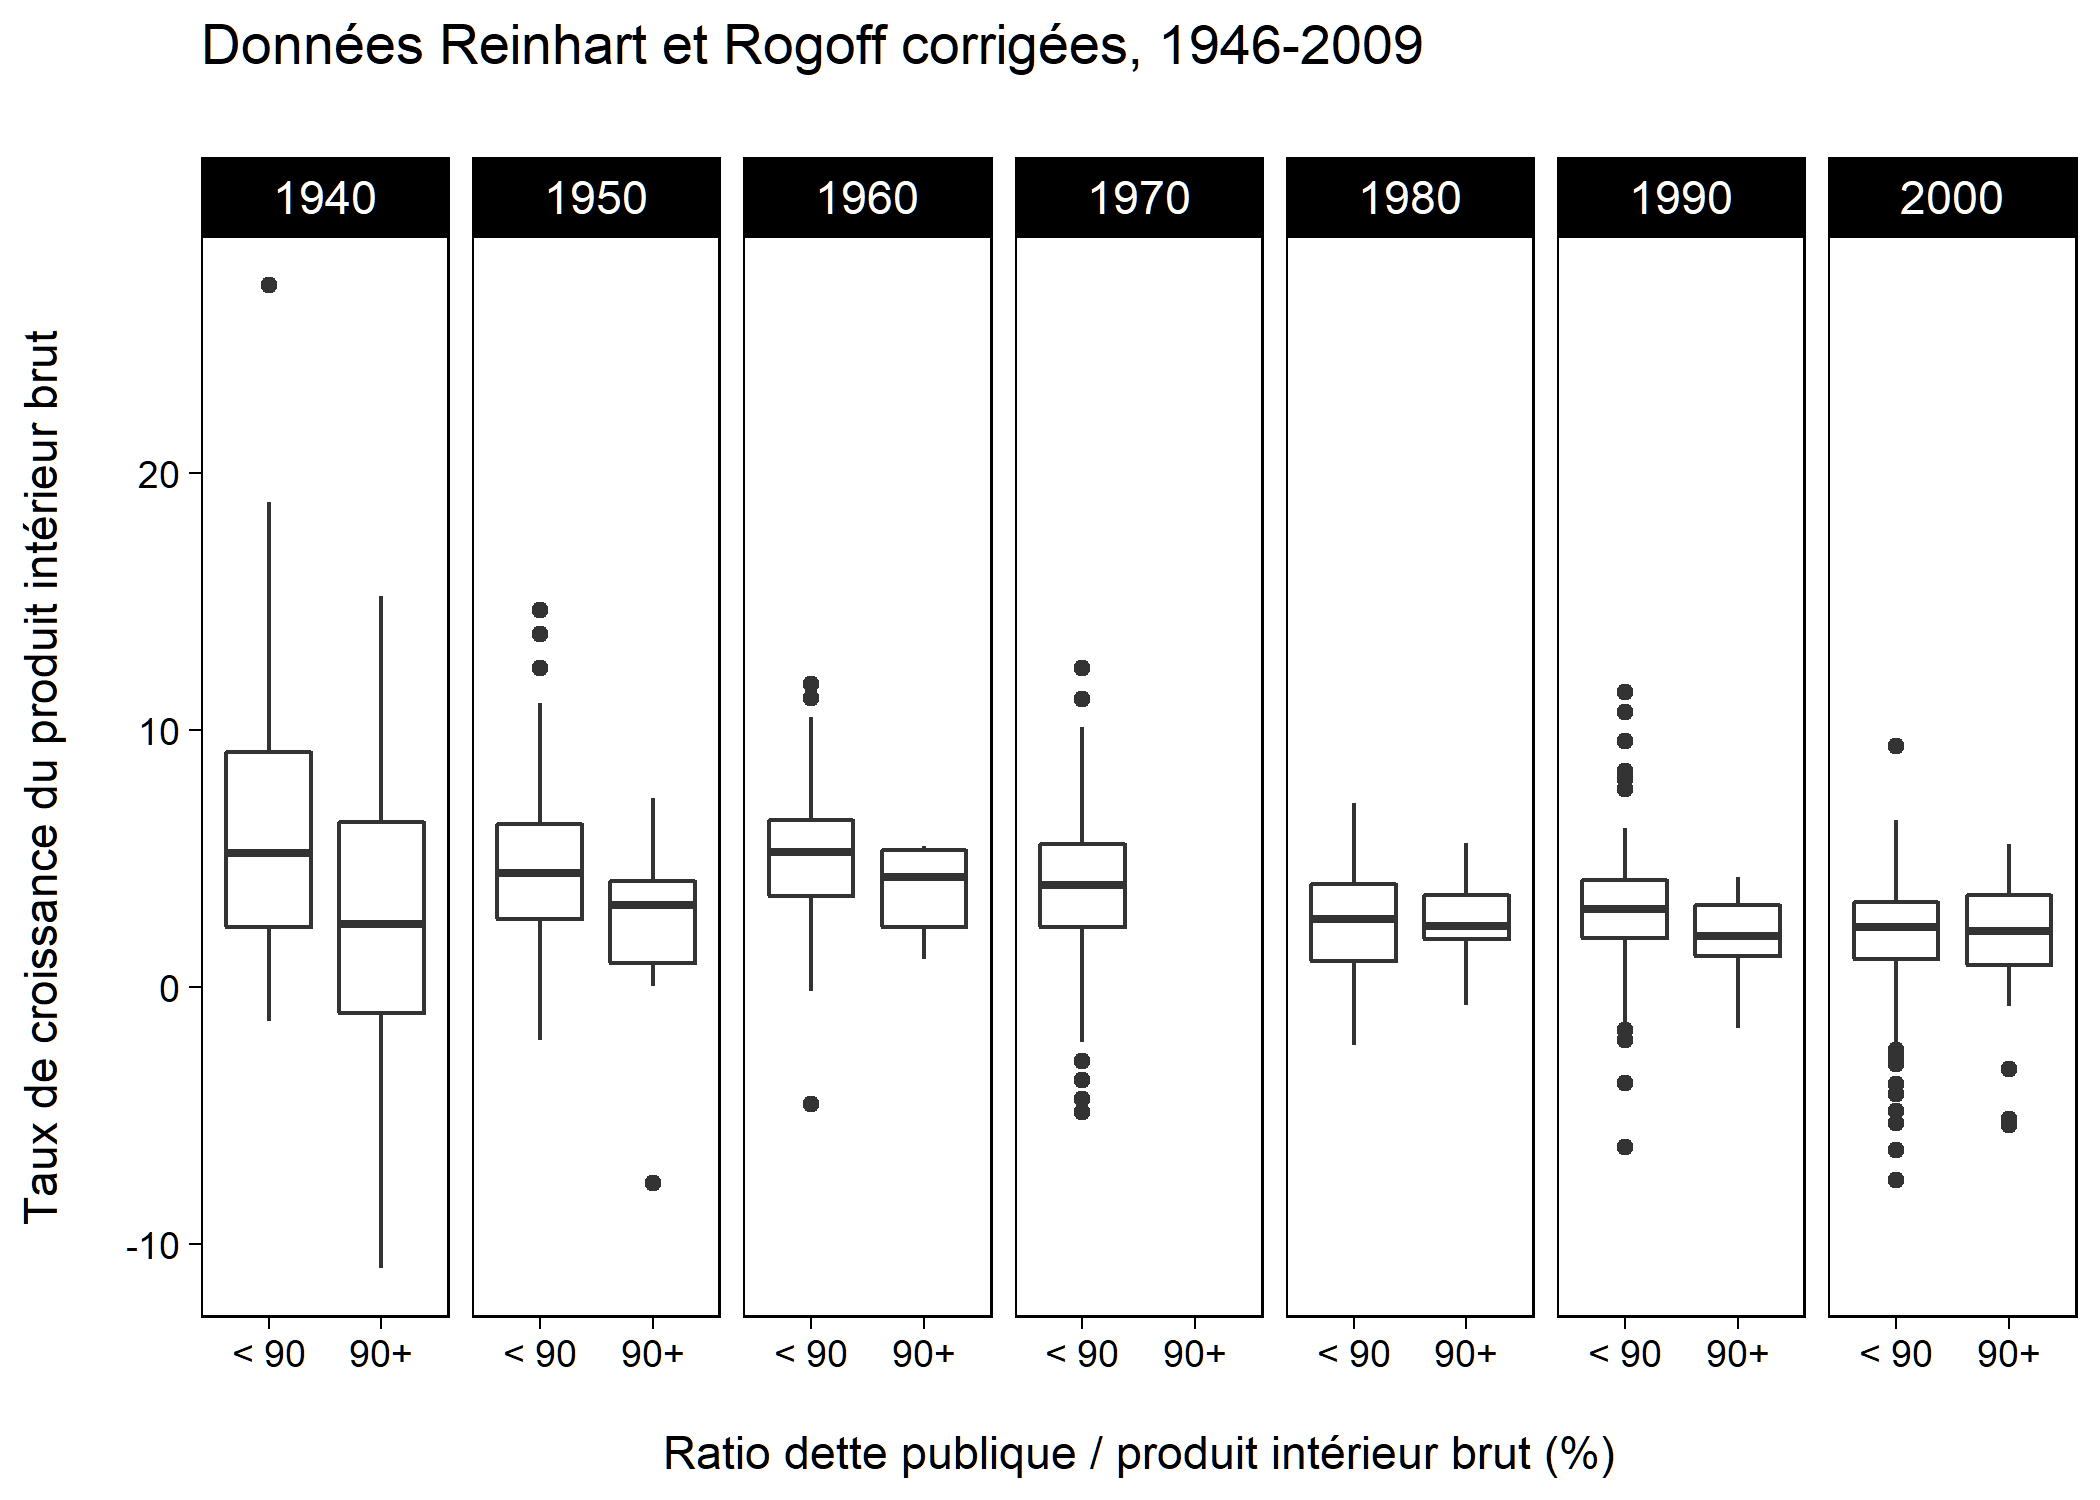 Données Reinhart et Rogoff corrigées, 1946-2009
1940 1950 1960 1970 1980 1990 2000
Taux de croissance du produit intérieur brut
20
10
0
-10
< 90 90+ < 90 90+ < 90 90+ < 90 90+ < 90 90+ < 90 90+ < 90 90+
Ratio dette publique / produit intérieur brut (%)